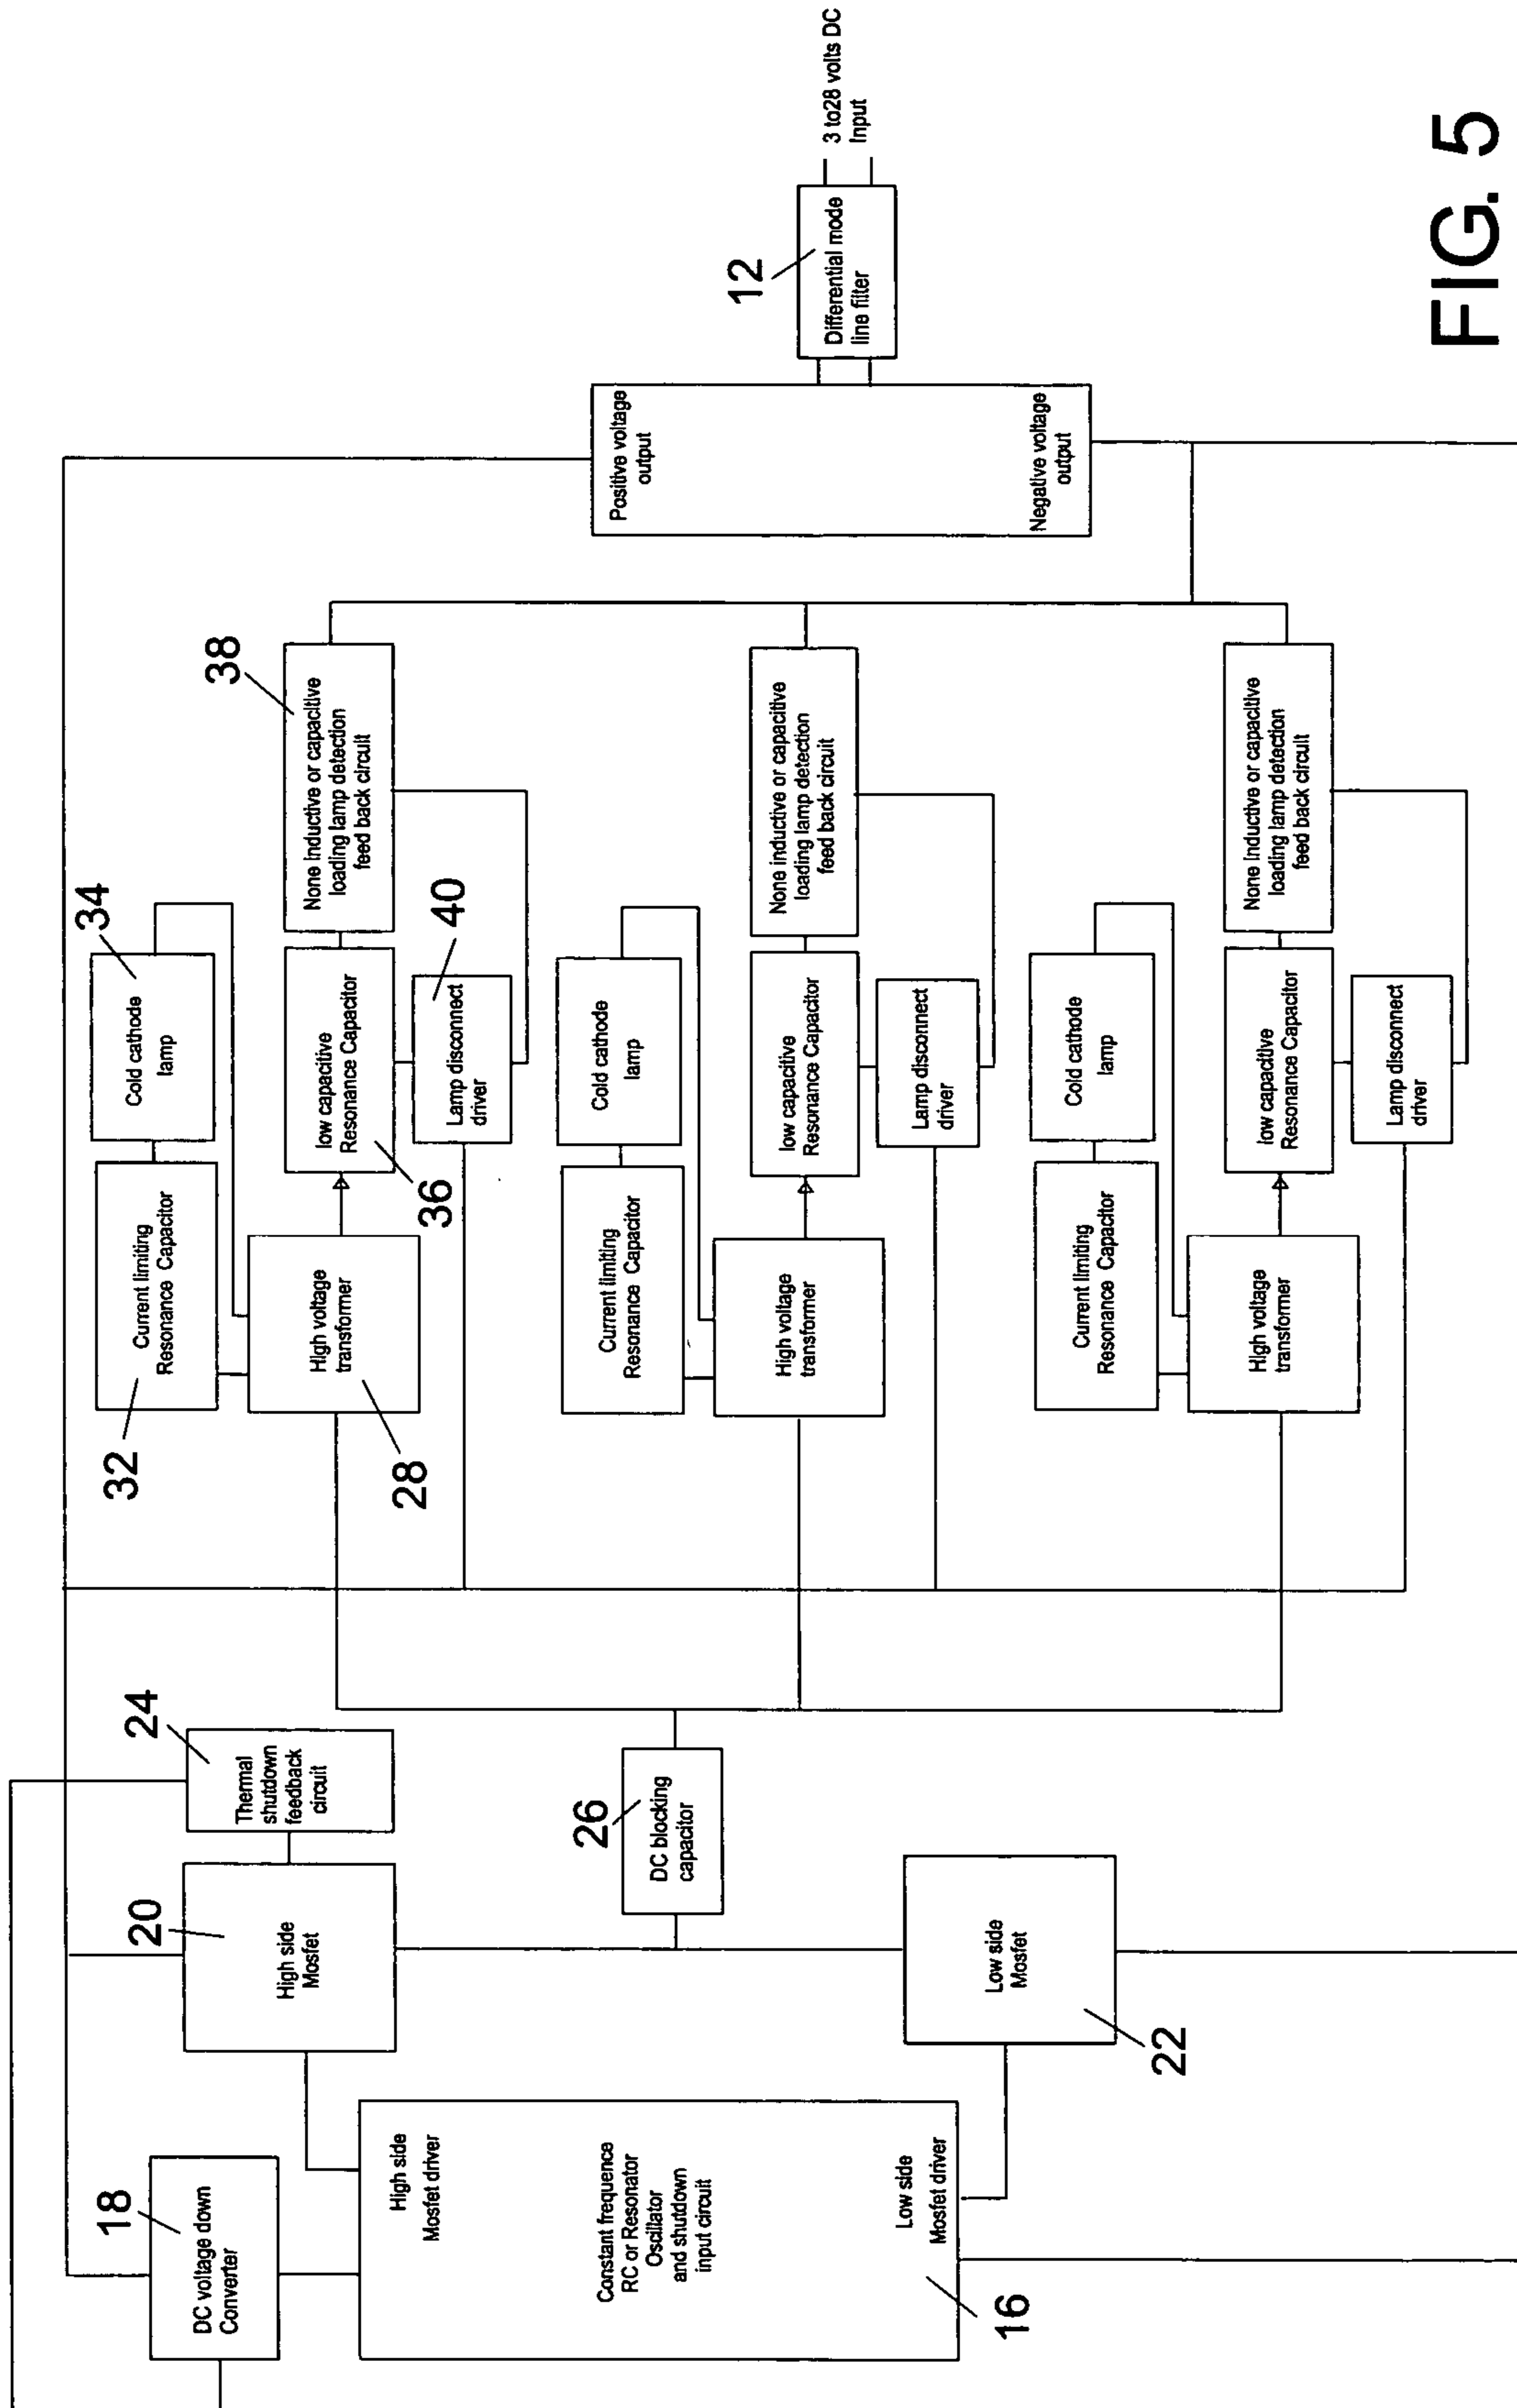 18
DC voltage down
Converter
20
High side
Mosfet
24
Thermal
shutdown
feedback
circuit
High side
Mosfet driver
Constant frequence
RC or Resonator
Oscillator
and shutdown
input circuit
Low side
Mosfet driver
16
Low side
Mosfet
22
26
DC blocking
capacitor
32
Current limiting
Resonance Capacitor
34
Cold cathode
lamp
High voltage
transformer
28
low capacitive
Resonance Capacitor
36
38
None inductive or capacitive
loading lamp detection
feed back circuit
Lamp disconnect
driver
40
Current limiting
Resonance Capacitor
Cold cathode
lamp
High voltage
transformer
low capacitive
Resonance Capacitor
None inductive or capacitive
loading lamp detection
feed back circuit
Lamp disconnect
driver
Current limiting
Resonance Capacitor
Cold cathode
lamp
High voltage
transformer
low capacitive
Resonance Capacitor
None inductive or capacitive
loading lamp detection
feed back circuit
Lamp disconnect
driver
Positive voltage
output
Negative voltage
output
12
Differential mode
line filter
3 to28 volts DC
Input
FIG. 5